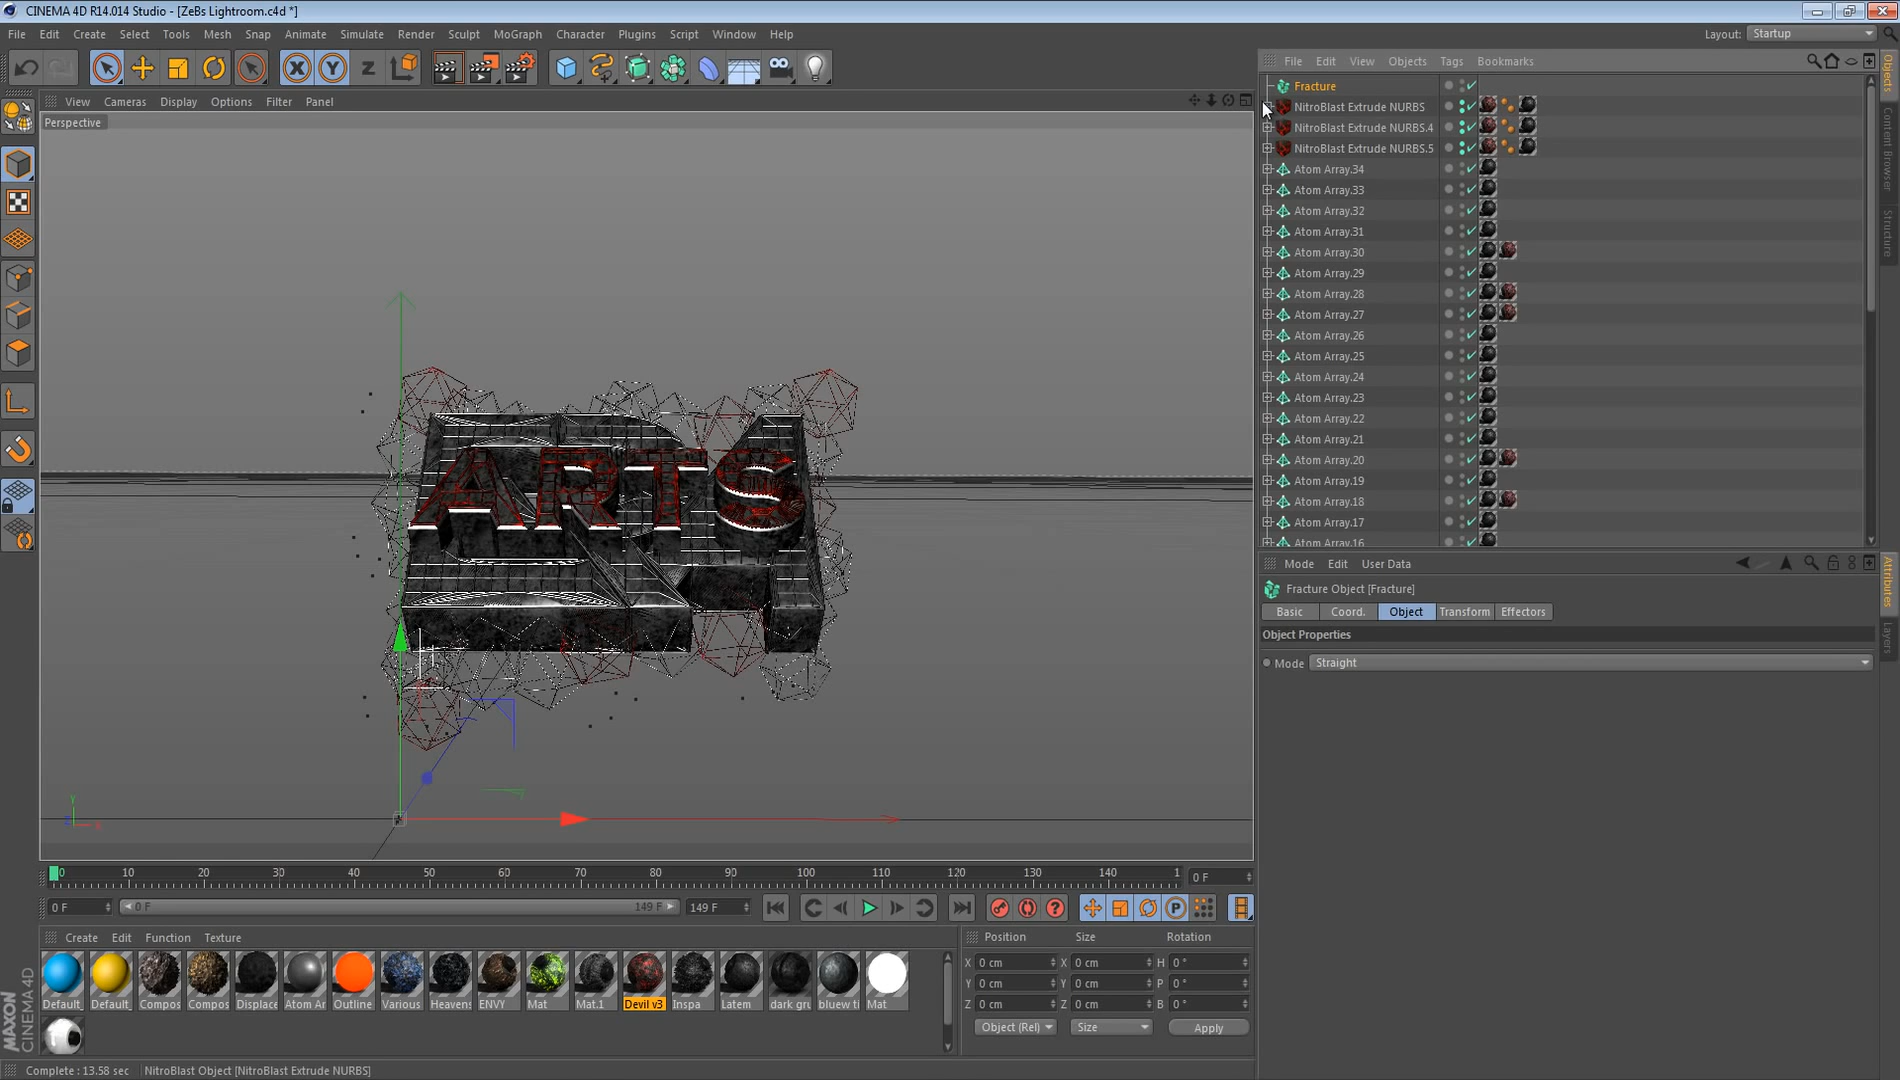 CINEMA 4D R14.014 Studio - [ZeBs Lightroom.c4d *]
File Edit Create Select Tools Mesh Snap Animate Simulate Render Sculpt MoGraph Character Plugins Script Window Help
Layout: Startup
X Y Z
View Cameras Display Options Filter Panel
Perspective
ARTS
Y
X
Z
File Edit View Objects Tags Bookmarks
Fracture
NitroBlast Extrude NURBS
NitroBlast Extrude NURBS.4
NitroBlast Extrude NURBS.5
Atom Array.34
Atom Array.33
Atom Array.32
Atom Array.31
Atom Array.30
Atom Array.29
Atom Array.28
Atom Array.27
Atom Array.26
Atom Array.25
Atom Array.24
Atom Array.23
Atom Array.22
Atom Array.21
Atom Array.20
Atom Array.19
Atom Array.18
Atom Array.17
Atom Array.16
Objects
Content Browser
Structure
Mode Edit User Data
Fracture Object [Fracture]
Basic Coord. Object Transform Effectors
Object Properties
Mode Straight
Attributes
Layers
0 10 20 30 40 50 60 70 80 90 100 110 120 130 140 1
0 F
0 F 0 F 149 F 149 F
P
Create Edit Function Texture
Default_ Default_ Compos Compos Displace Atom Ar Outline Various Heavens ENVY Mat Mat.1 Devil v3 Inspa Latem dark gru bluew ti Mat
Position Size Rotation
X 0 cm X 0 cm H 0 °
Y 0 cm Y 0 cm P 0 °
Z 0 cm Z 0 cm B 0 °
Object (Rel) Size Apply
MAXON CINEMA 4D
Complete : 13.58 sec NitroBlast Object [NitroBlast Extrude NURBS]